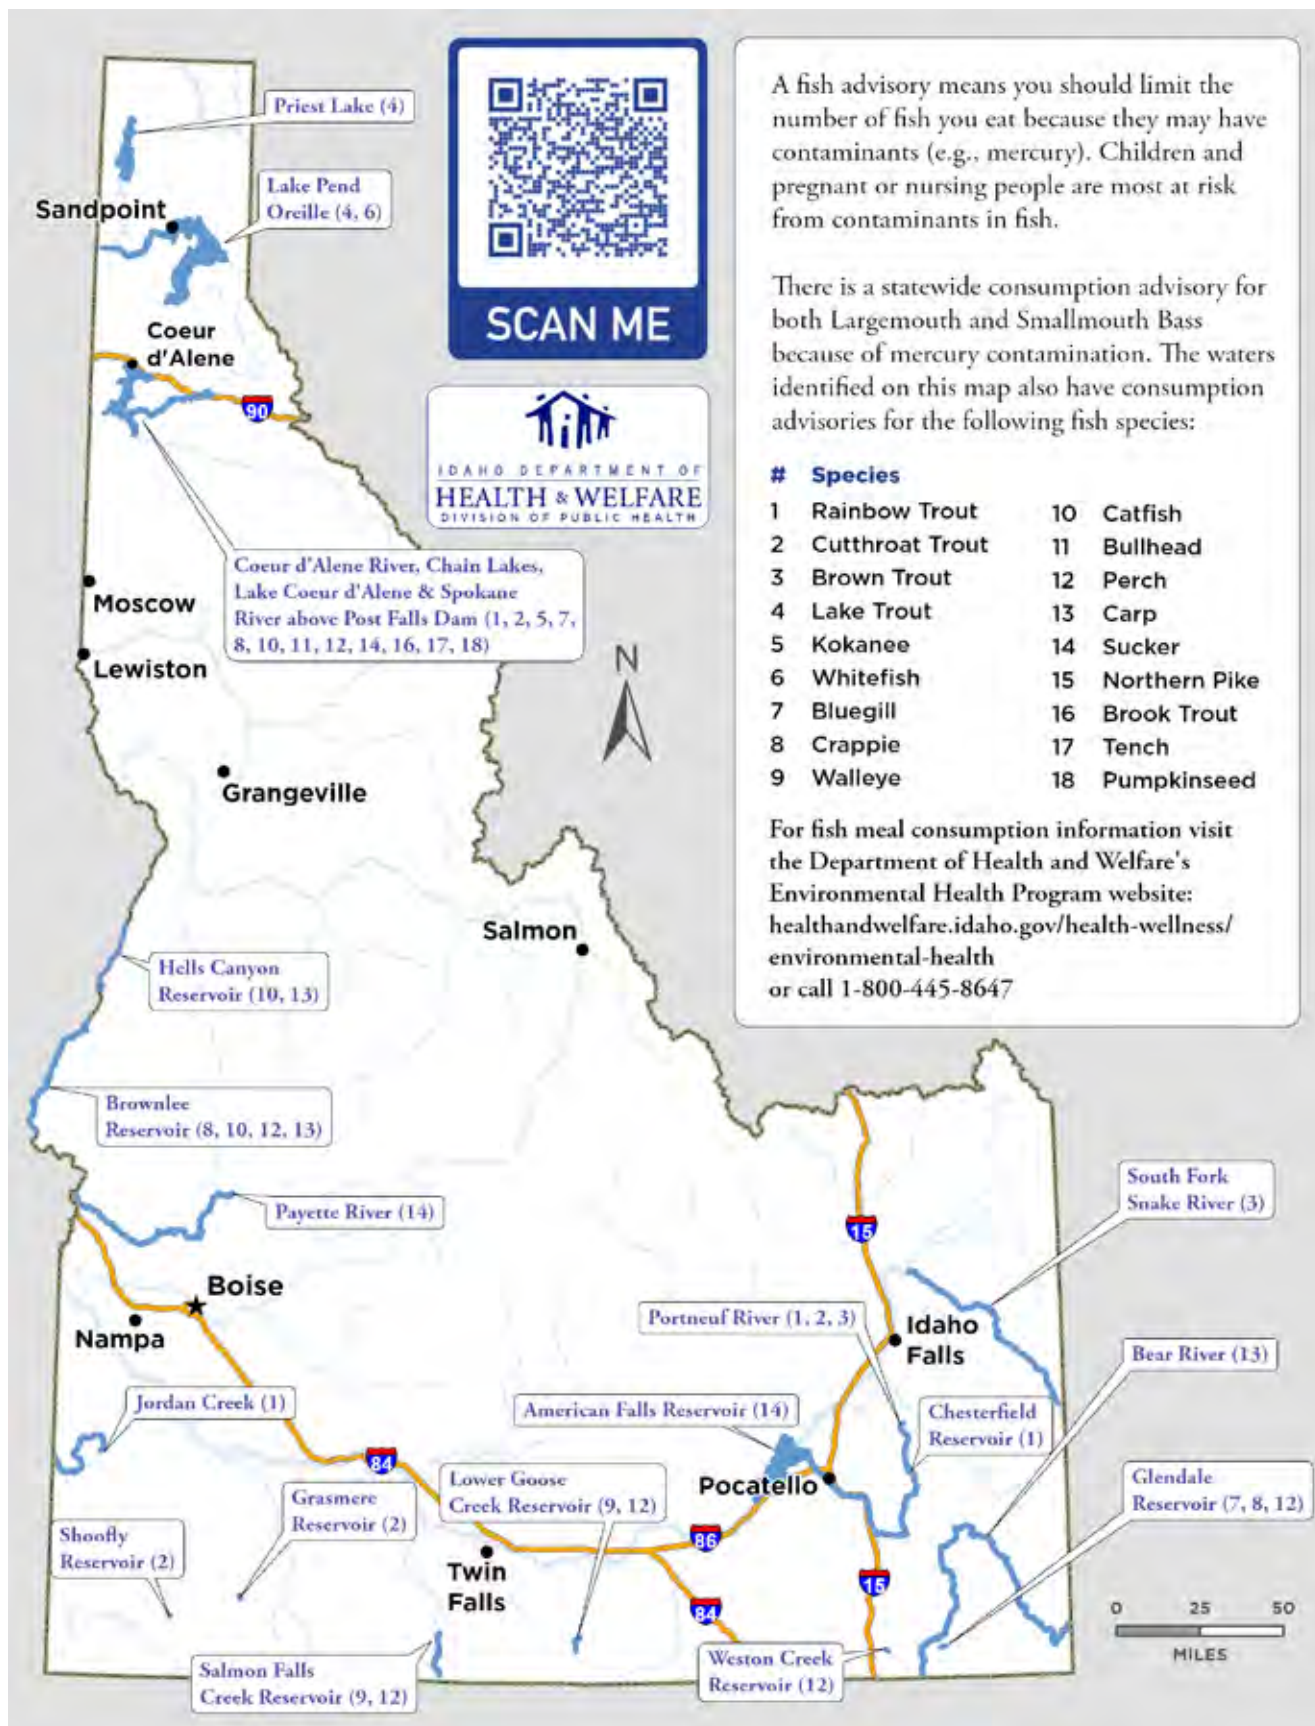 Priest Lake (4)
Lake Pend
Oreille (4, 6)
Sandpoint
Coeur
d'Alene
90
SCAN ME
IDAHO DEPARTMENT OF
HEALTH & WELFARE
DIVISION OF PUBLIC HEALTH
Coeur d'Alene River, Chain Lakes,
Lake Coeur d'Alene & Spokane
River above Post Falls Dam (1, 2, 5, 7,
8, 10, 11, 12, 14, 16, 17, 18)
Moscow
Lewiston
N
Grangeville
Salmon
Hells Canyon
Reservoir (10, 13)
Brownlee
Reservoir (8, 10, 12, 13)
Payette River (14)
Boise
Nampa
Jordan Creek (1)
84
Grasmere
Reservoir (2)
Shoofly
Reservoir (2)
Lower Goose
Creek Reservoir (9, 12)
Twin
Falls
Salmon Falls
Creek Reservoir (9, 12)
American Falls Reservoir (14)
Portneuf River (1, 2, 3)
Pocatello
86
84
15
Idaho
Falls
15
Chesterfield
Reservoir (1)
Weston Creek
Reservoir (12)
South Fork
Snake River (3)
Bear River (13)
Glendale
Reservoir (7, 8, 12)
0 25 50
MILES
A fish advisory means you should limit the
number of fish you eat because they may have
contaminants (e.g., mercury). Children and
pregnant or nursing people are most at risk
from contaminants in fish.
There is a statewide consumption advisory for
both Largemouth and Smallmouth Bass
because of mercury contamination. The waters
identified on this map also have consumption
advisories for the following fish species:
# Species
1 Rainbow Trout
2 Cutthroat Trout
3 Brown Trout
4 Lake Trout
5 Kokanee
6 Whitefish
7 Bluegill
8 Crappie
9 Walleye
10 Catfish
11 Bullhead
12 Perch
13 Carp
14 Sucker
15 Northern Pike
16 Brook Trout
17 Tench
18 Pumpkinseed
For fish meal consumption information visit
the Department of Health and Welfare's
Environmental Health Program website:
healthandwelfare.idaho.gov/health-wellness/
environmental-health
or call 1-800-445-8647